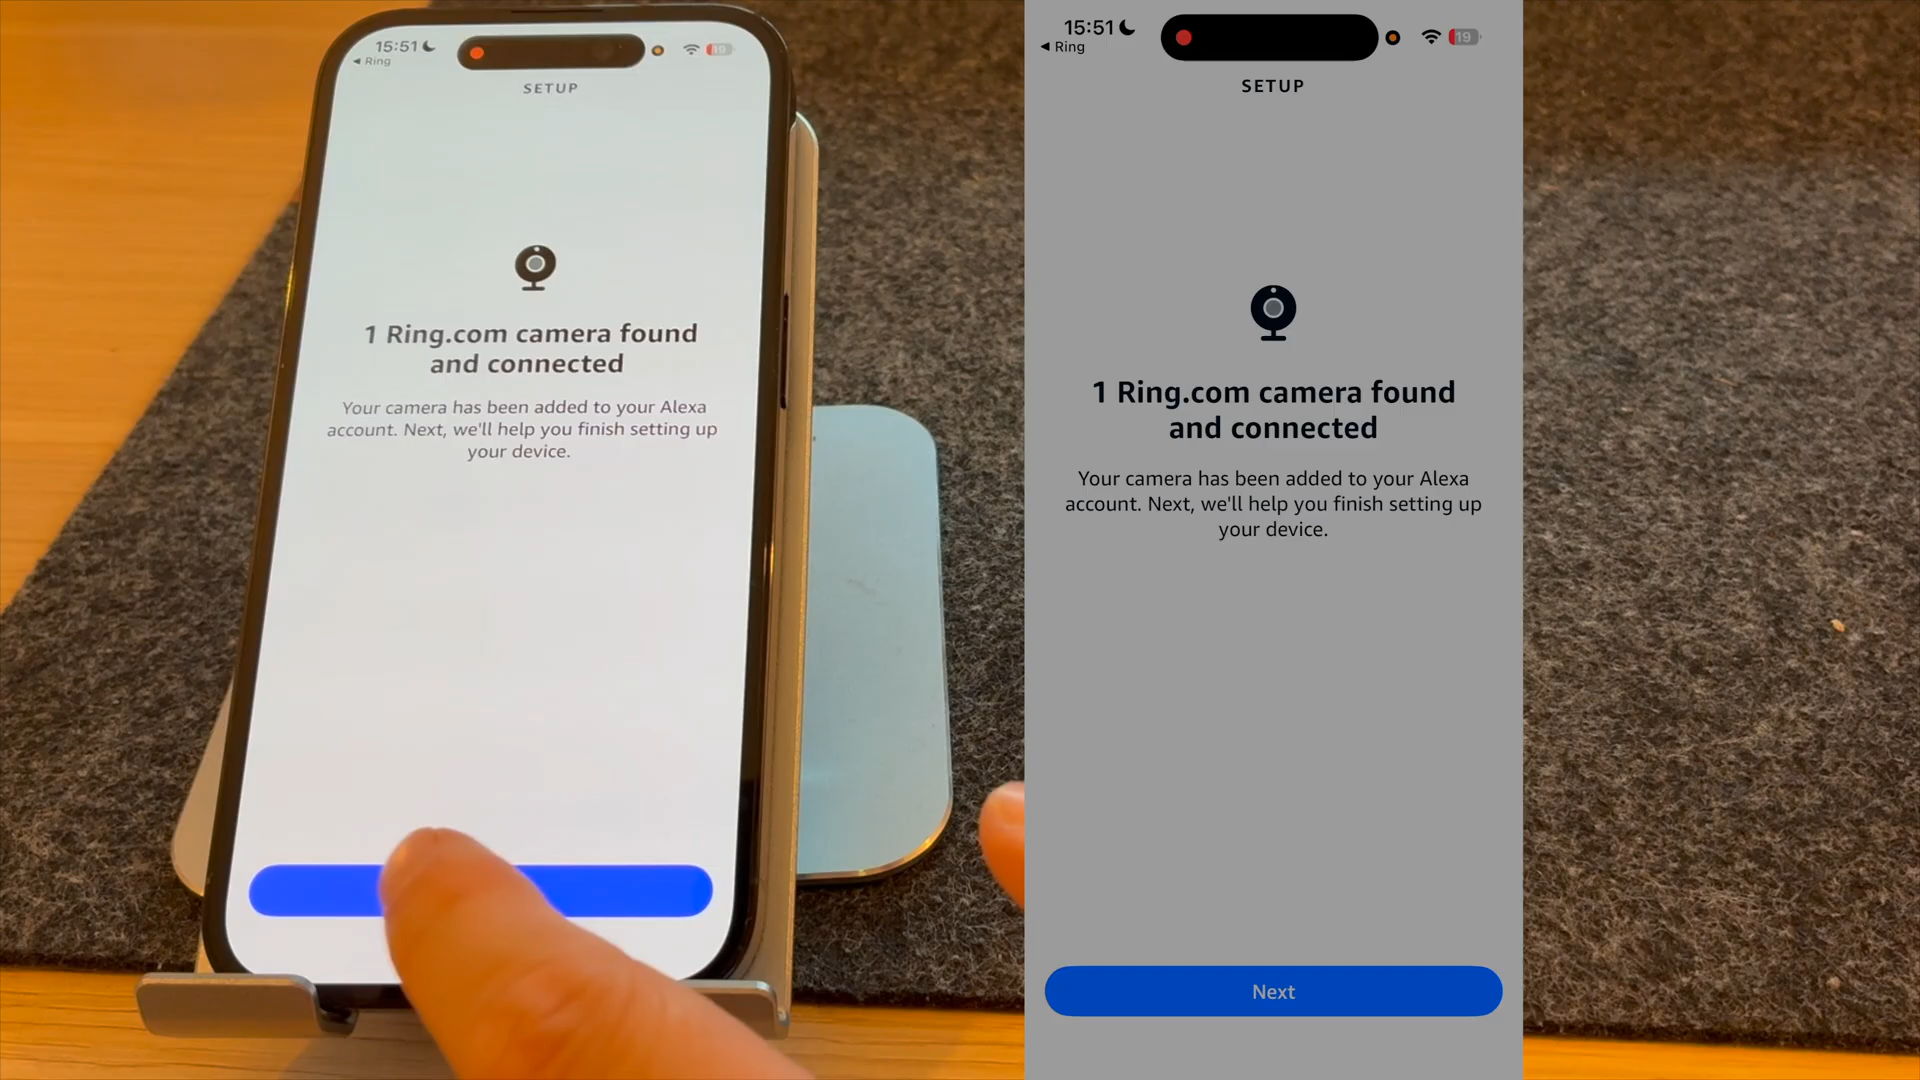 15:51
◀ Ring
19
SETUP
1 Ring.com camera found
and connected
Your camera has been added to your Alexa
account. Next, we'll help you finish setting up
your device.
15:51
◀ Ring
19
SETUP
1 Ring.com camera found
and connected
Your camera has been added to your Alexa
account. Next, we'll help you finish setting up
your device.
Next